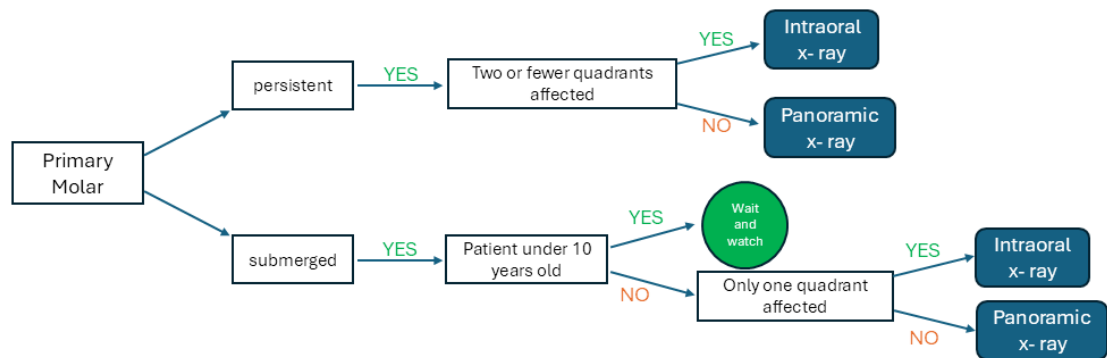 Primary
Molar
persistent
YES
Two or fewer quadrants
affected
YES
Intraoral
x- ray
NO
Panoramic
x- ray
submerged
YES
Patient under 10
years old
YES
Wait
and
watch
NO
Only one quadrant
affected
YES
Intraoral
x- ray
NO
Panoramic
x- ray